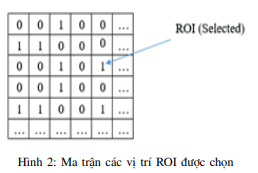 0 0 1 0 0 ...
1 1 0 0 0 ...
0 0 1 0 1 ...
0 0 1 0 0 ...
1 1 0 0 1 ...
... ... ... ... ... ...
ROI (Selected)
Hình 2: Ma trận các vị trí ROI được chọn